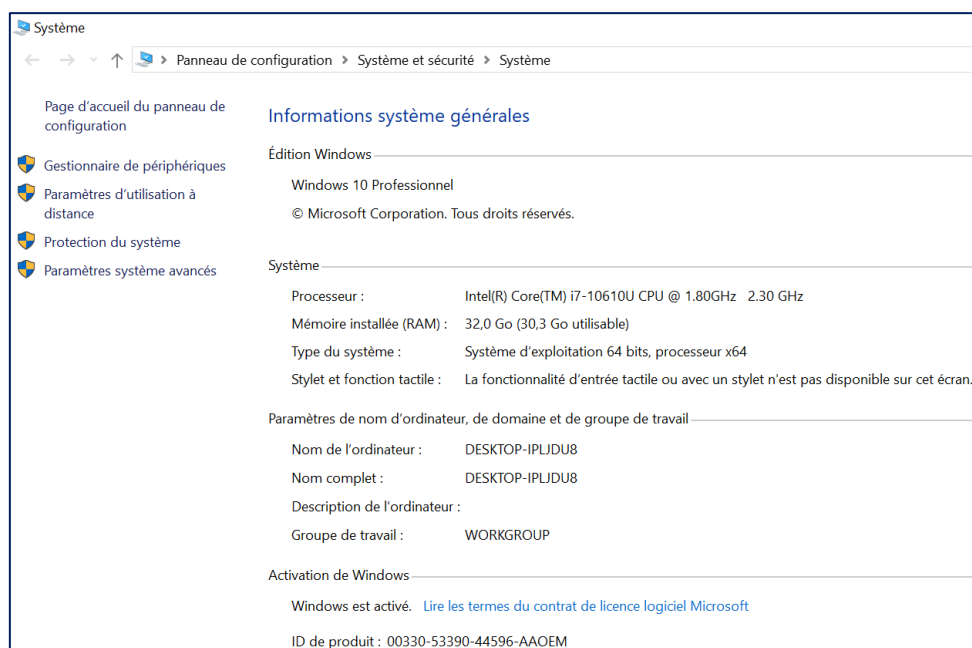 Système
Panneau de configuration > Système et sécurité > Système
Page d'accueil du panneau de
configuration
Gestionnaire de périphériques
Paramètres d'utilisation à
distance
Protection du système
Paramètres système avancés
Informations système générales
Édition Windows
Windows 10 Professionnel
© Microsoft Corporation. Tous droits réservés.
Système
Processeur : Intel(R) Core(TM) i7-10610U CPU @ 1.80GHz 2.30 GHz
Mémoire installée (RAM) : 32,0 Go (30,3 Go utilisable)
Type du système : Système d'exploitation 64 bits, processeur x64
Stylet et fonction tactile : La fonctionnalité d'entrée tactile ou avec un stylet n'est pas disponible sur cet écran.
Paramètres de nom d'ordinateur, de domaine et de groupe de travail
Nom de l'ordinateur : DESKTOP-IPLJDU8
Nom complet : DESKTOP-IPLJDU8
Description de l'ordinateur :
Groupe de travail : WORKGROUP
Activation de Windows
Windows est activé. Lire les termes du contrat de licence logiciel Microsoft
ID de produit : 00330-53390-44596-AAOEM